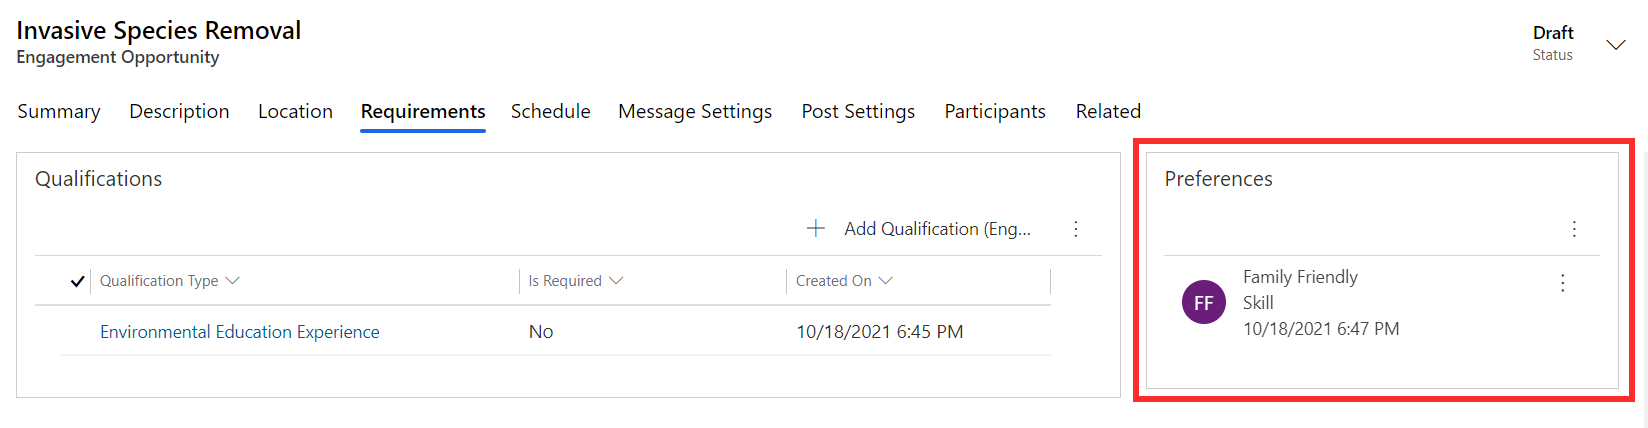 Invasive Species Removal
Engagement Opportunity
Draft
Status
Summary Description Location Requirements Schedule Message Settings Post Settings Participants Related
Qualifications
Add Qualification (Eng...
Qualification Type Is Required Created On
Environmental Education Experience No 10/18/2021 6:45 PM
Preferences
FF
Family Friendly
Skill
10/18/2021 6:47 PM